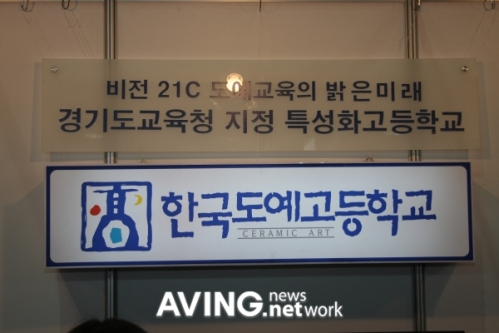 비전 21C 도예교육의 밝은미래
경기도교육청 지정 특성화고등학교
한국도예고등학교
CERAMIC ART
AVING news network
.net